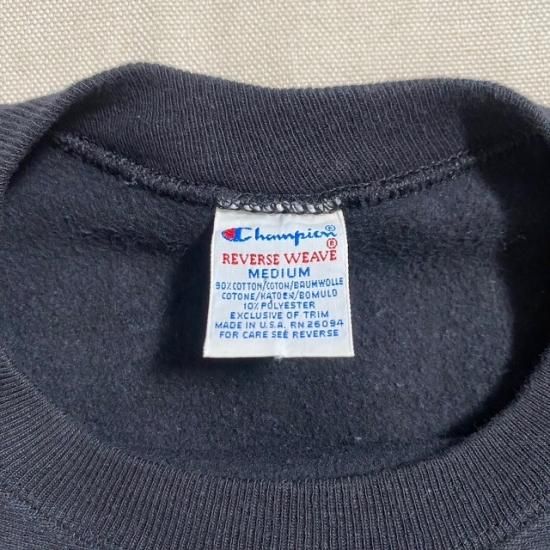 Champion®
®
REVERSE WEAVE
MEDIUM
90% COTTON/COTON/BAUMWOLLE
COTONE/KATOEN/BOMULD
10% POLYESTER
EXCLUSIVE OF TRIM
MADE IN U.S.A. RN 26094
FOR CARE SEE REVERSE